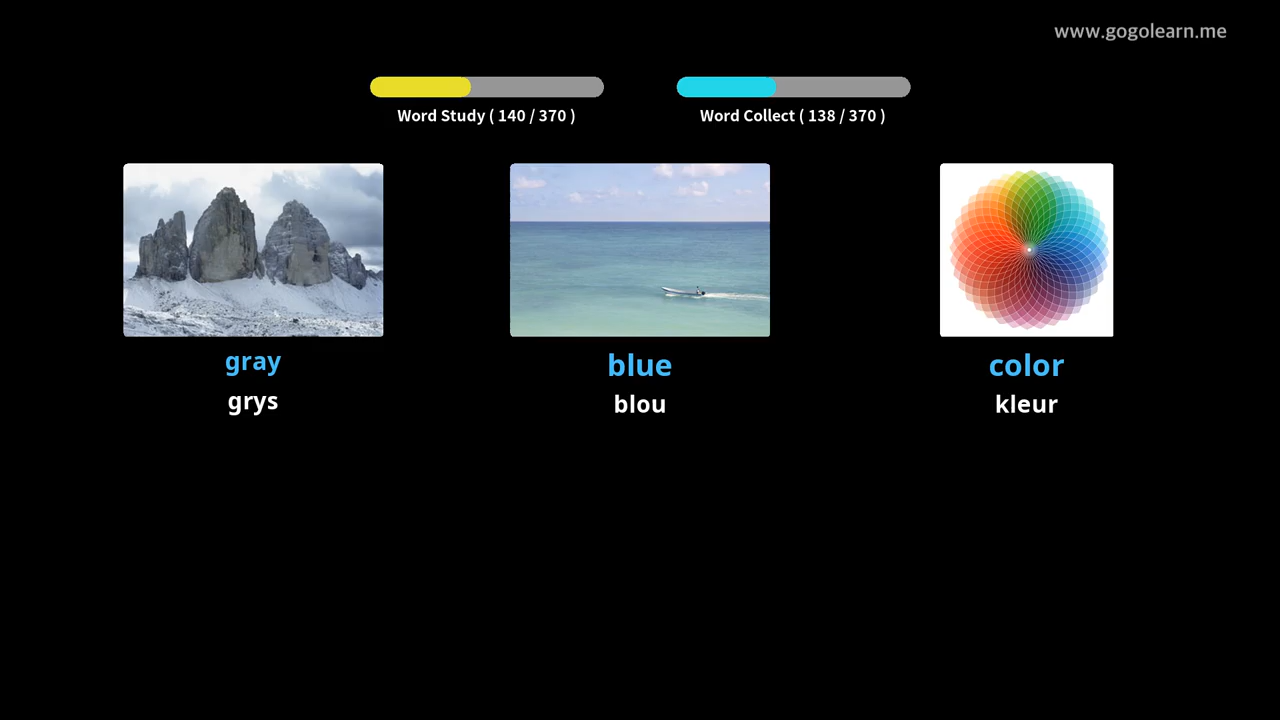 www.gogolearn.me
Word Study ( 140 / 370 )
Word Collect ( 138 / 370 )
gray
grys
blue
blou
color
kleur